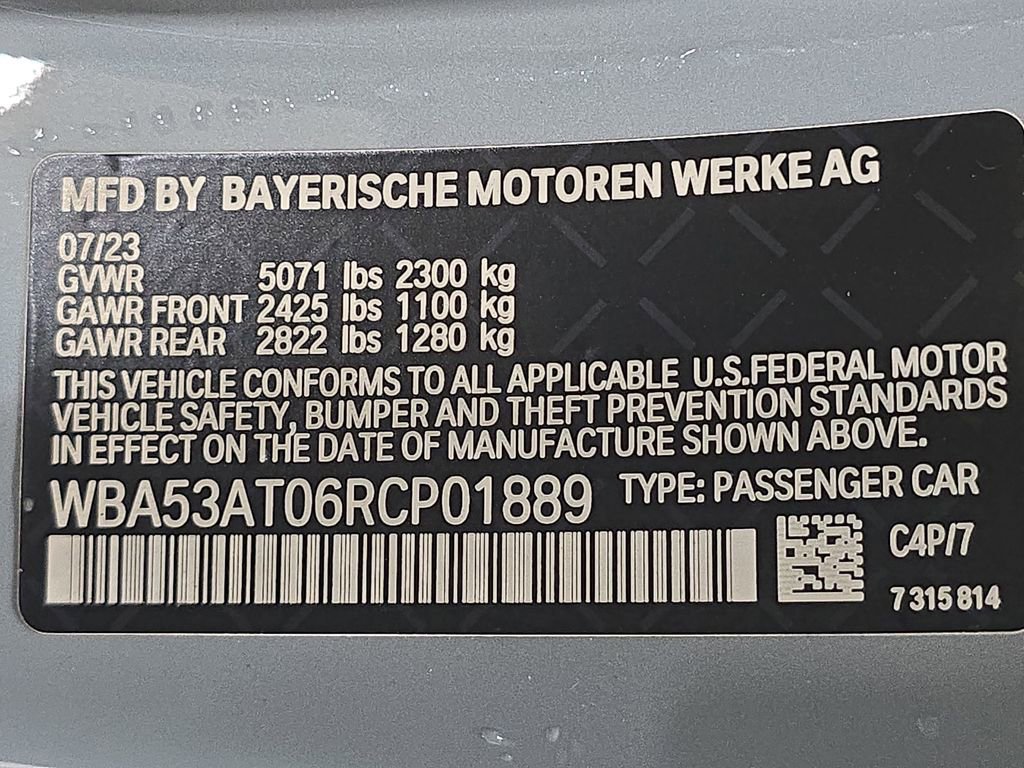 MFD BY BAYERISCHE MOTOREN WERKE AG
07/23
GVWR 5071 lbs 2300 kg
GAWR FRONT 2425 lbs 1100 kg
GAWR REAR 2822 lbs 1280 kg
THIS VEHICLE CONFORMS TO ALL APPLICABLE U.S.FEDERAL MOTOR
VEHICLE SAFETY, BUMPER AND THEFT PREVENTION STANDARDS
IN EFFECT ON THE DATE OF MANUFACTURE SHOWN ABOVE.
WBA53AT06RCP01889 TYPE: PASSENGER CAR
C4P/7
7 315 814